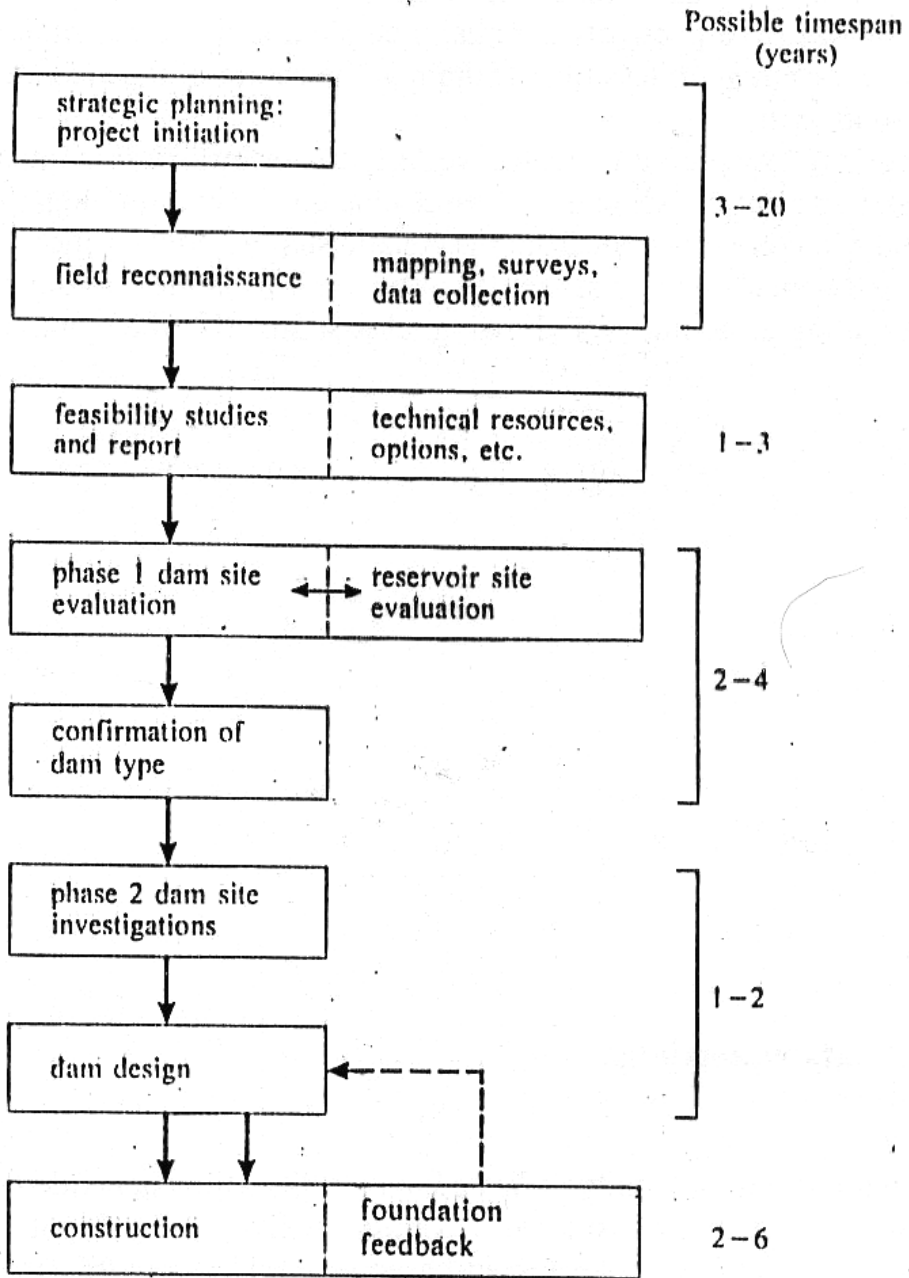 Possible timespan
(years)
strategic planning:
project initiation
3–20
field reconnaissance
mapping, surveys,
data collection
feasibility studies
and report
technical resources,
options, etc.
1–3
phase 1 dam site
evaluation
reservoir site
evaluation
2–4
confirmation of
dam type
phase 2 dam site
investigations
1–2
dam design
construction
foundation
feedback
2–6